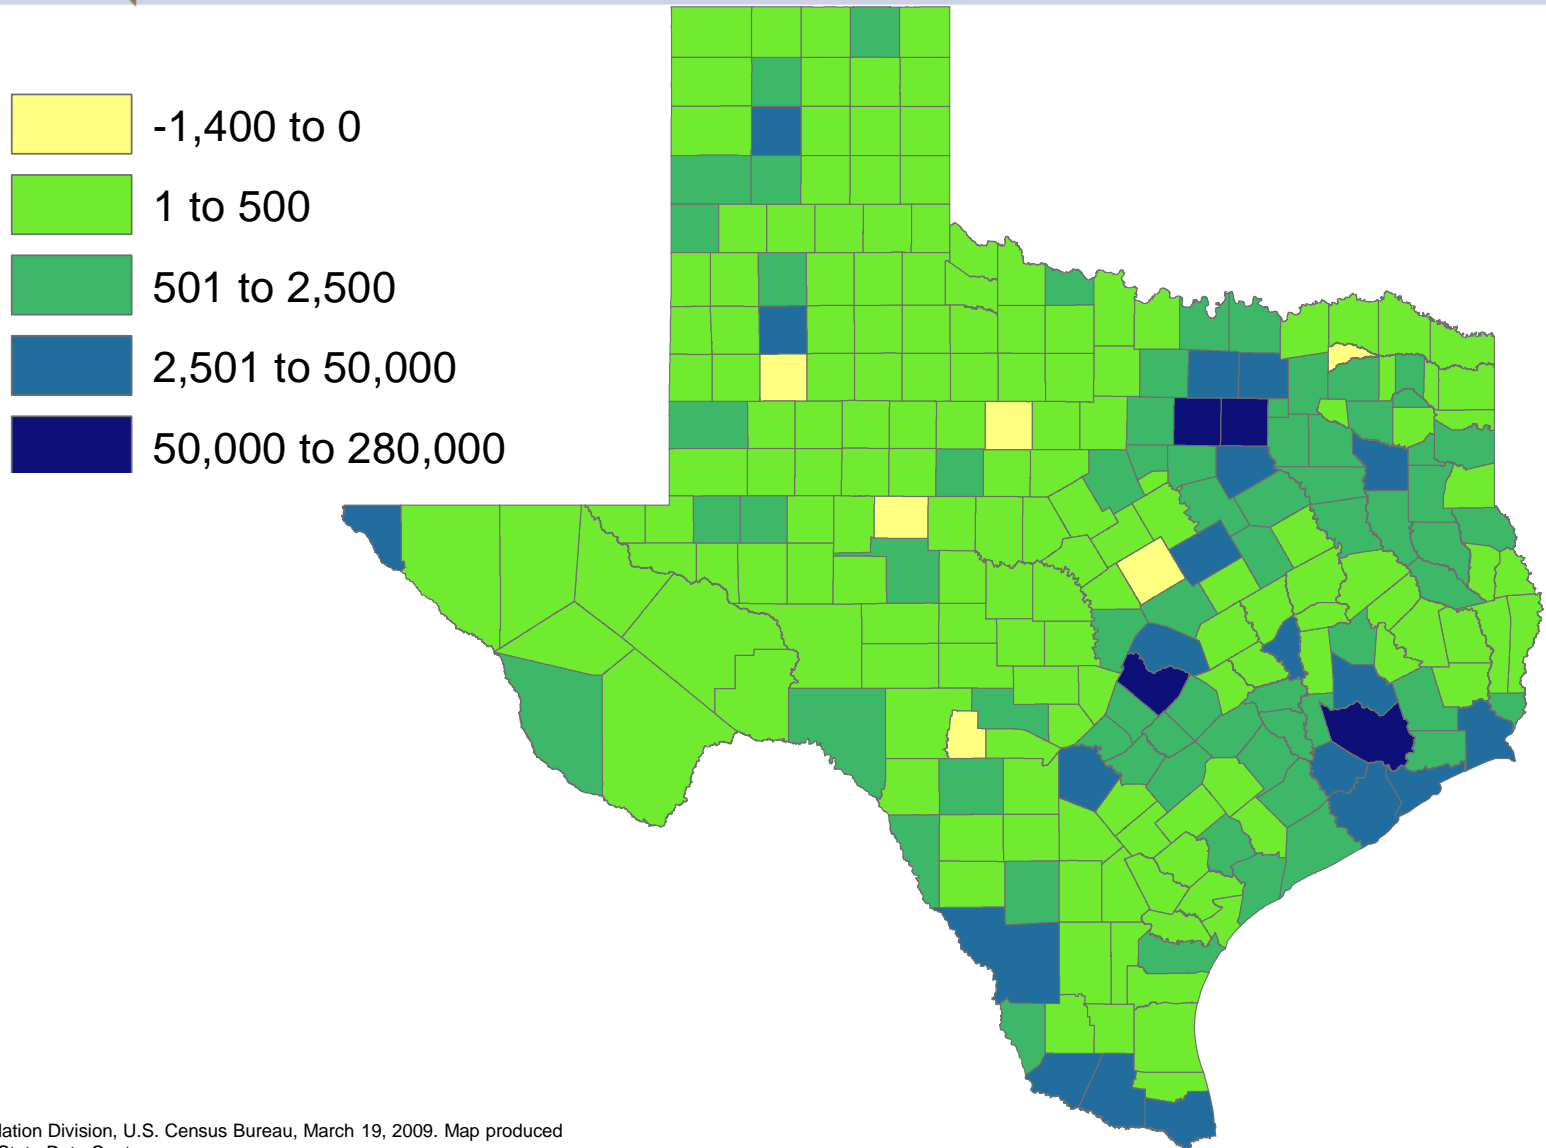 -1,400 to 0
1 to 500
501 to 2,500
2,501 to 50,000
50,000 to 280,000
Division, U.S. Census Bureau, March 19, 2009. Map produced